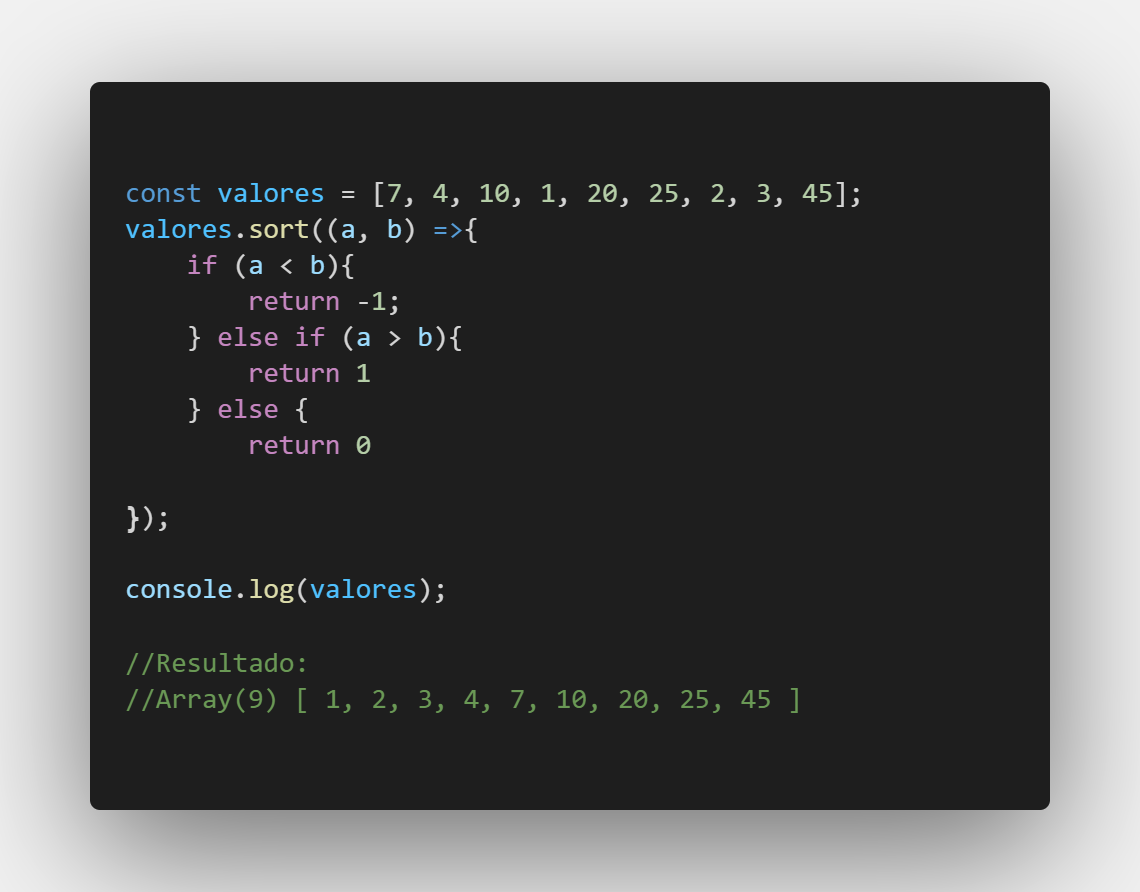 const valores = [7, 4, 10, 1, 20, 25, 2, 3, 45];
valores.sort((a, b) =>{
    if (a < b){
        return -1;
    } else if (a > b){
        return 1
    } else {
        return 0

});

console.log(valores);

//Resultado:
//Array(9) [ 1, 2, 3, 4, 7, 10, 20, 25, 45 ]